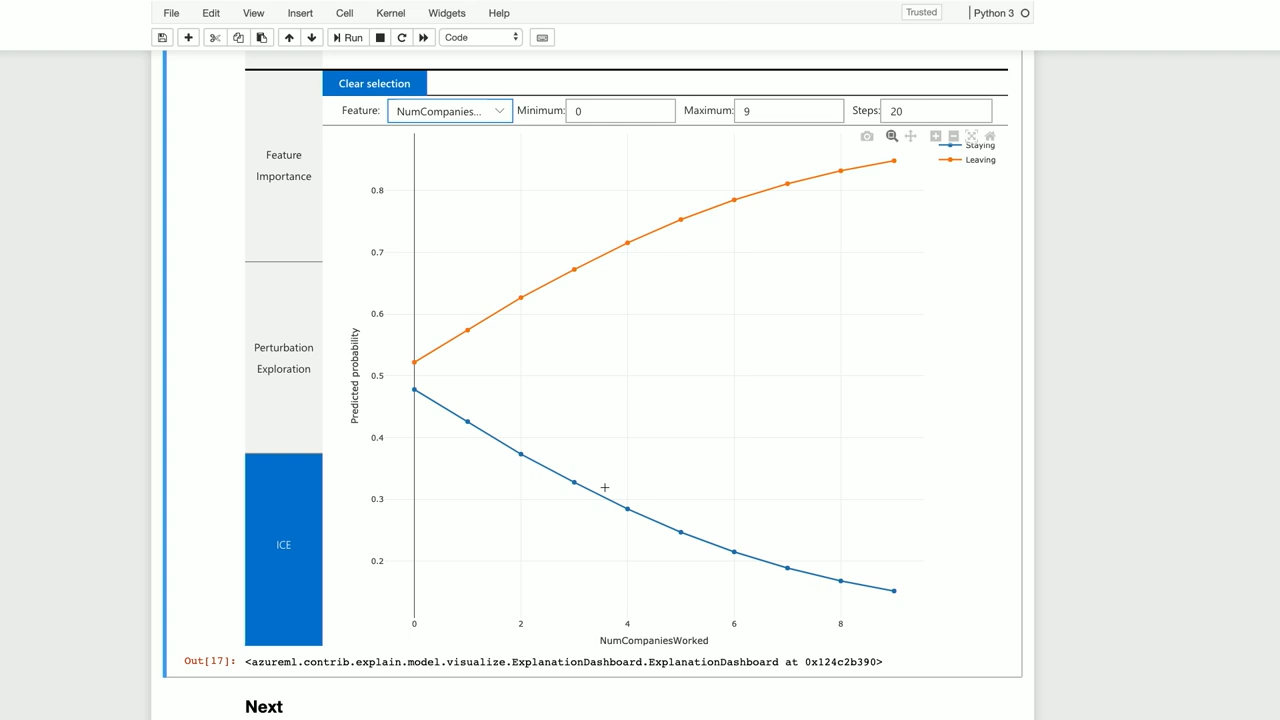 File Edit View Insert Cell Kernel Widgets Help Trusted Python 3
Run Code
Clear selection
Feature: NumCompanies... Minimum: 0 Maximum: 9 Steps: 20
Feature
Importance
Perturbation
Exploration
ICE
Staying
Leaving
Predicted probability
0.8
0.7
0.6
0.5
0.4
0.3
0.2
0 2 4 6 8
NumCompaniesWorked
Out[17]: <azureml.contrib.explain.model.visualize.ExplanationDashboard.ExplanationDashboard at 0x124c2b390>
Next